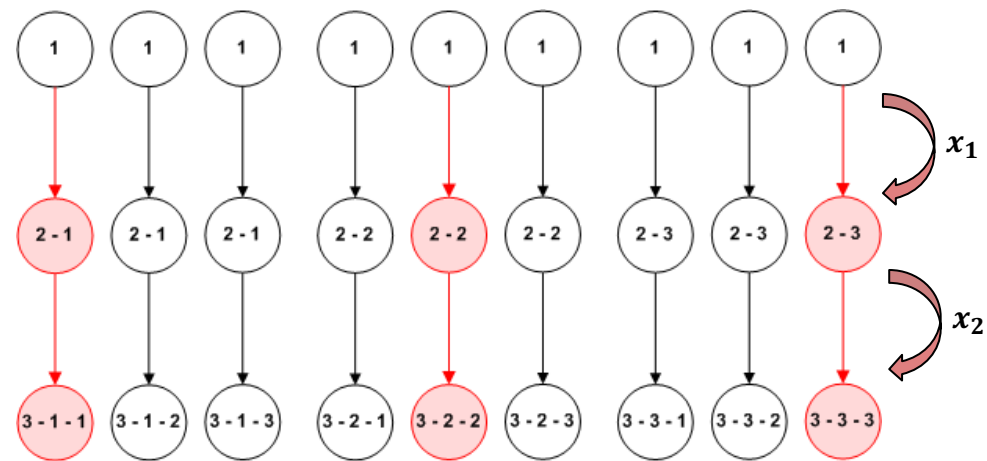 1 1 1 1 1 1 1 1 1
x₁
2 - 1 2 - 1 2 - 1 2 - 2 2 - 2 2 - 2 2 - 3 2 - 3 2 - 3
x₂
3 - 1 - 1 3 - 1 - 2 3 - 1 - 3 3 - 2 - 1 3 - 2 - 2 3 - 2 - 3 3 - 3 - 1 3 - 3 - 2 3 - 3 - 3